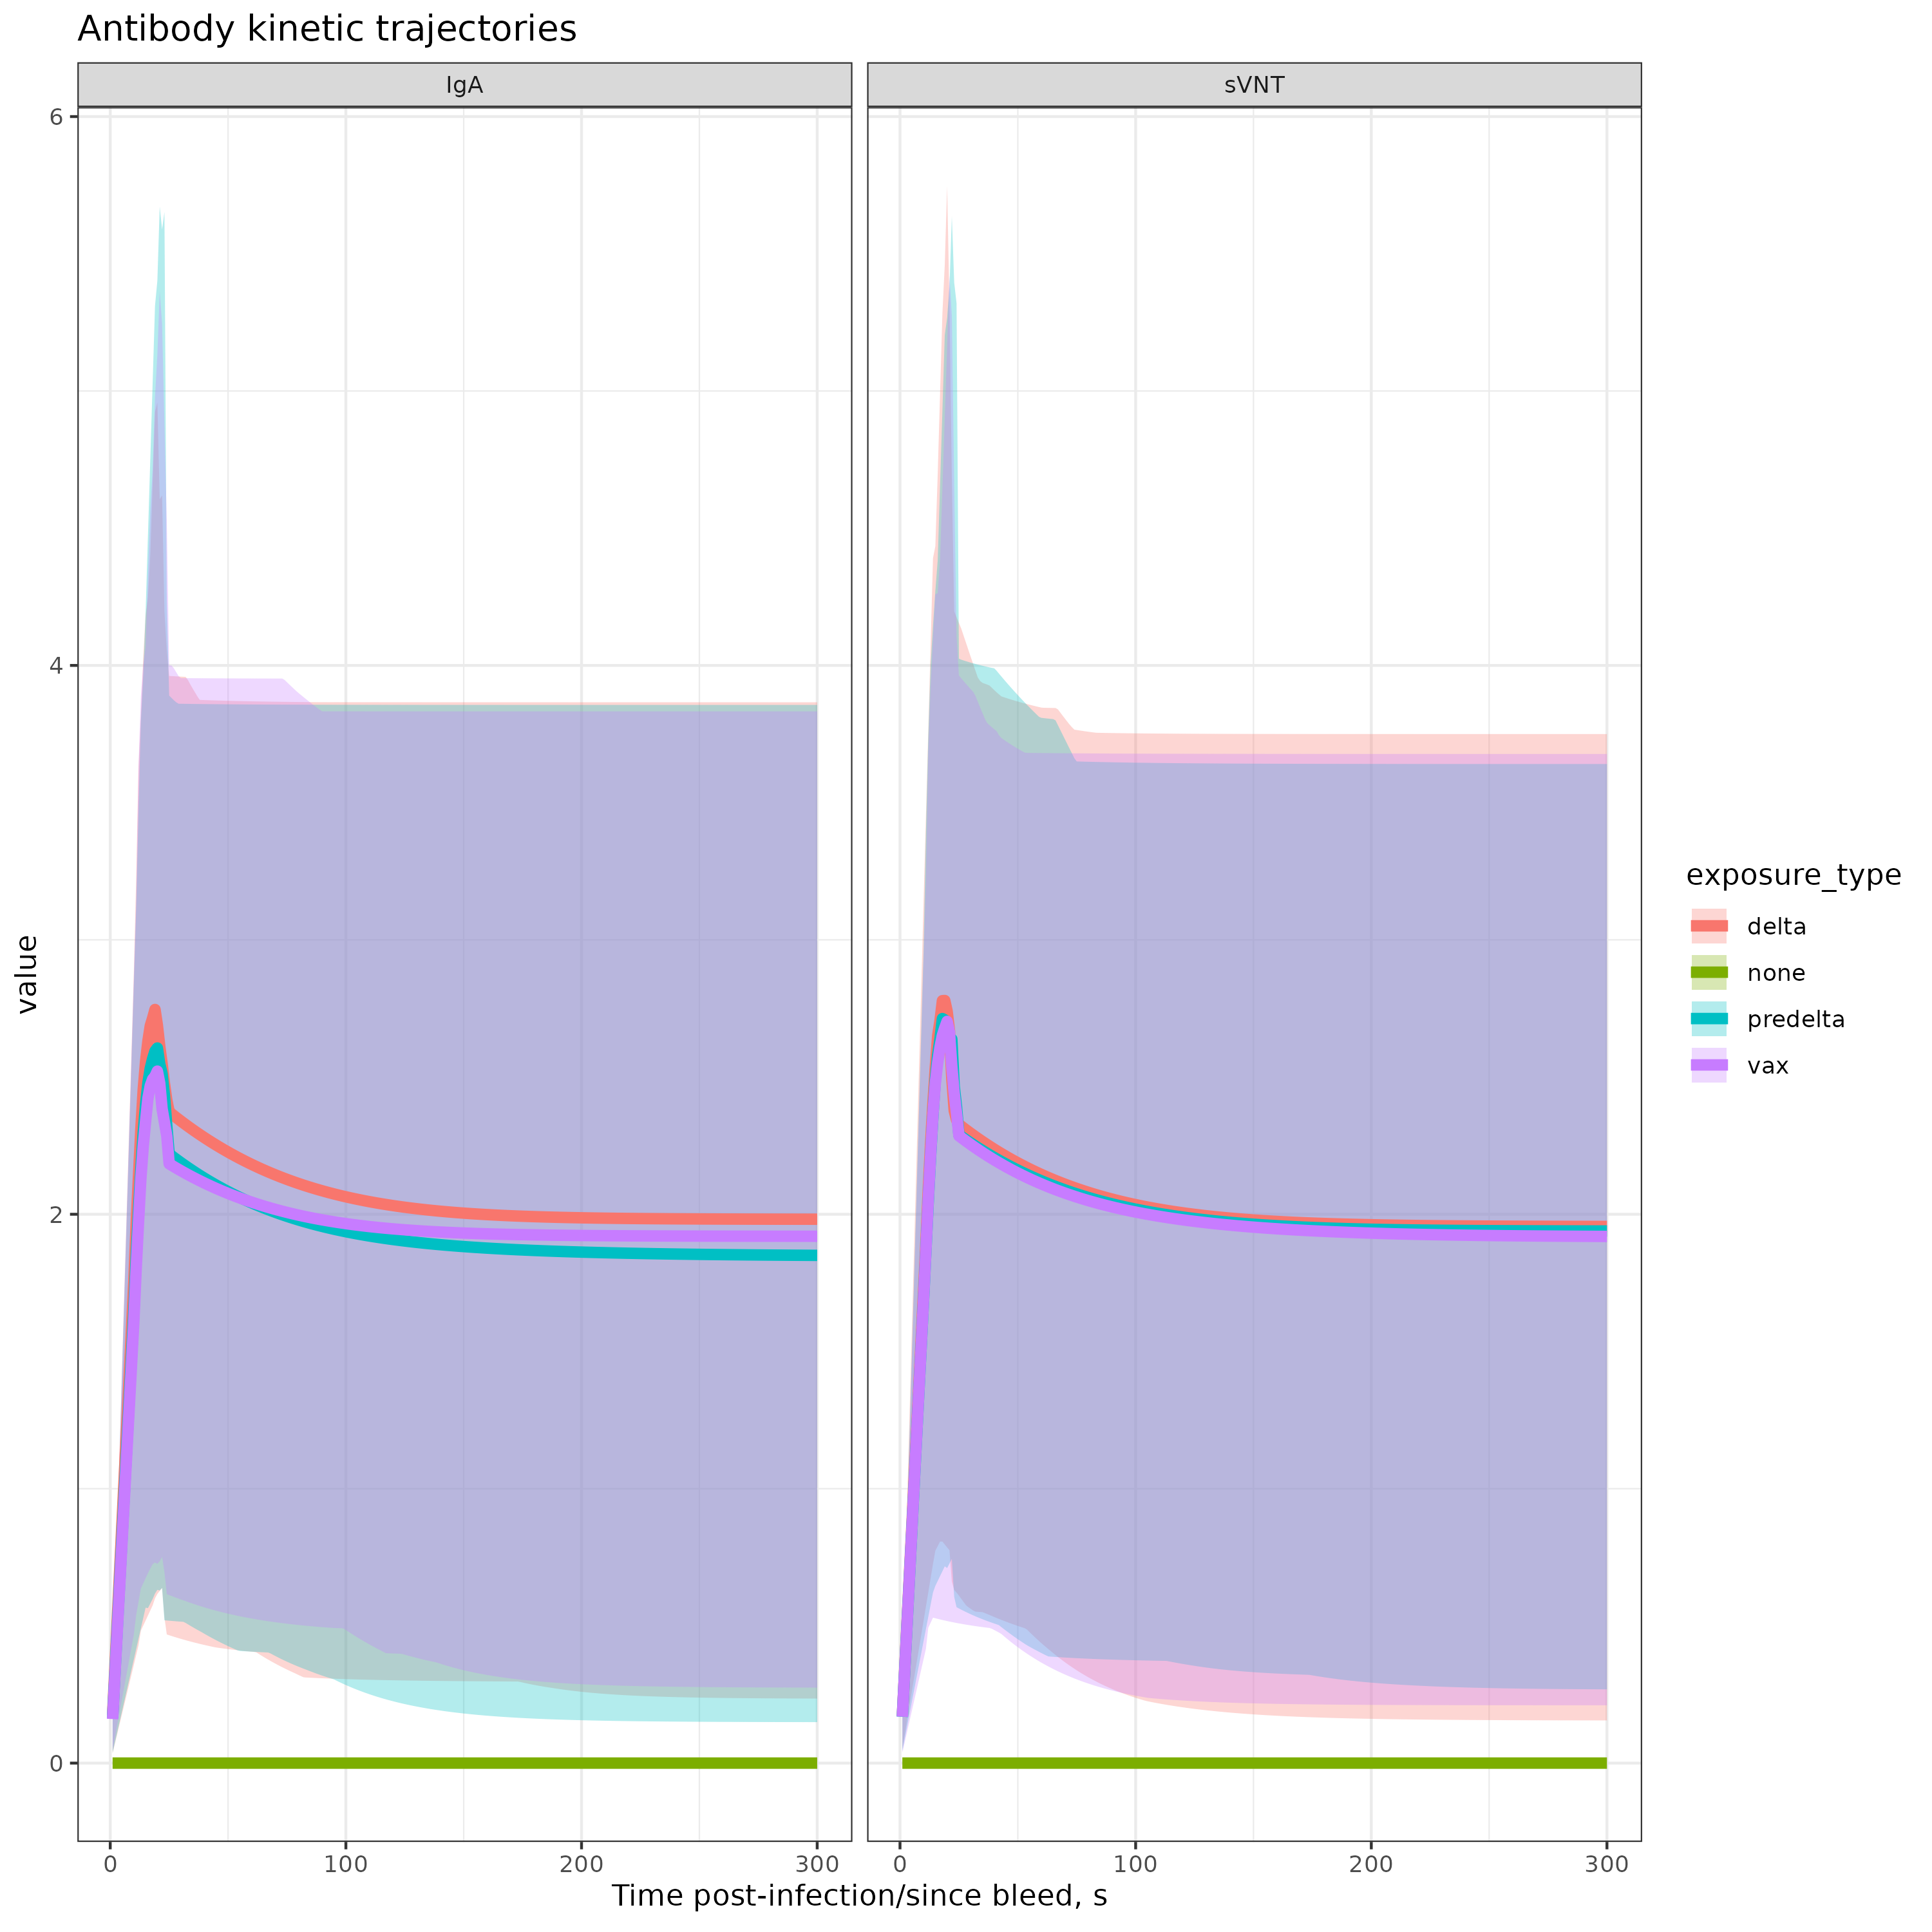 Antibody kinetic trajectories
IgA
sVNT
value
6
4
2
0
0
100
200
300
0
100
200
300
Time post-infection/since bleed, s
exposure_type
delta
none
predelta
vax